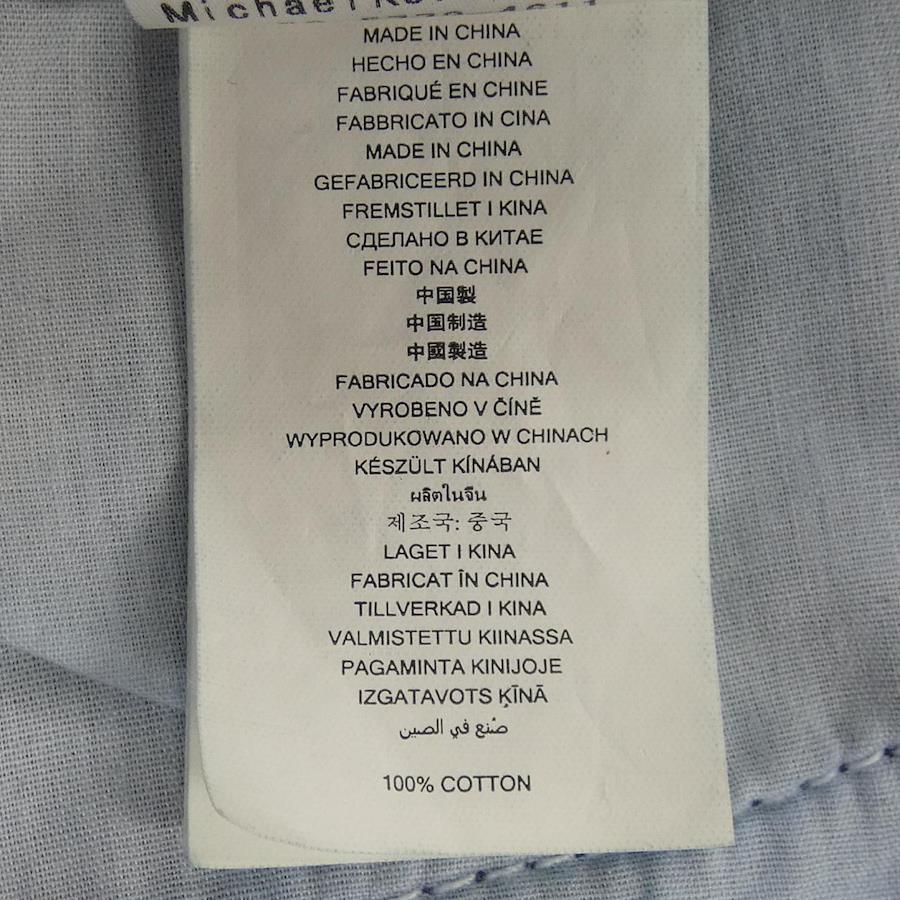 Michael Ko
MADE IN CHINA
HECHO EN CHINA
FABRIQUÉ EN CHINE
FABBRICATO IN CINA
MADE IN CHINA
GEFABRICEERD IN CHINA
FREMSTILLET I KINA
СДЕЛАНО В КИТАЕ
FEITO NA CHINA
中国製
中国制造
中國製造
FABRICADO NA CHINA
VYROBENO V ČÍNĚ
WYPRODUKOWANO W CHINACH
KÉSZÜLT KÍNÁBAN
ผลิตในจีน
제조국: 중국
LAGET I KINA
FABRICAT ÎN CHINA
TILLVERKAD I KINA
VALMISTETTU KIINASSA
PAGAMINTA KINIJOJE
IZGATAVOTS ĶĪNĀ
صُنع في الصين
100% COTTON